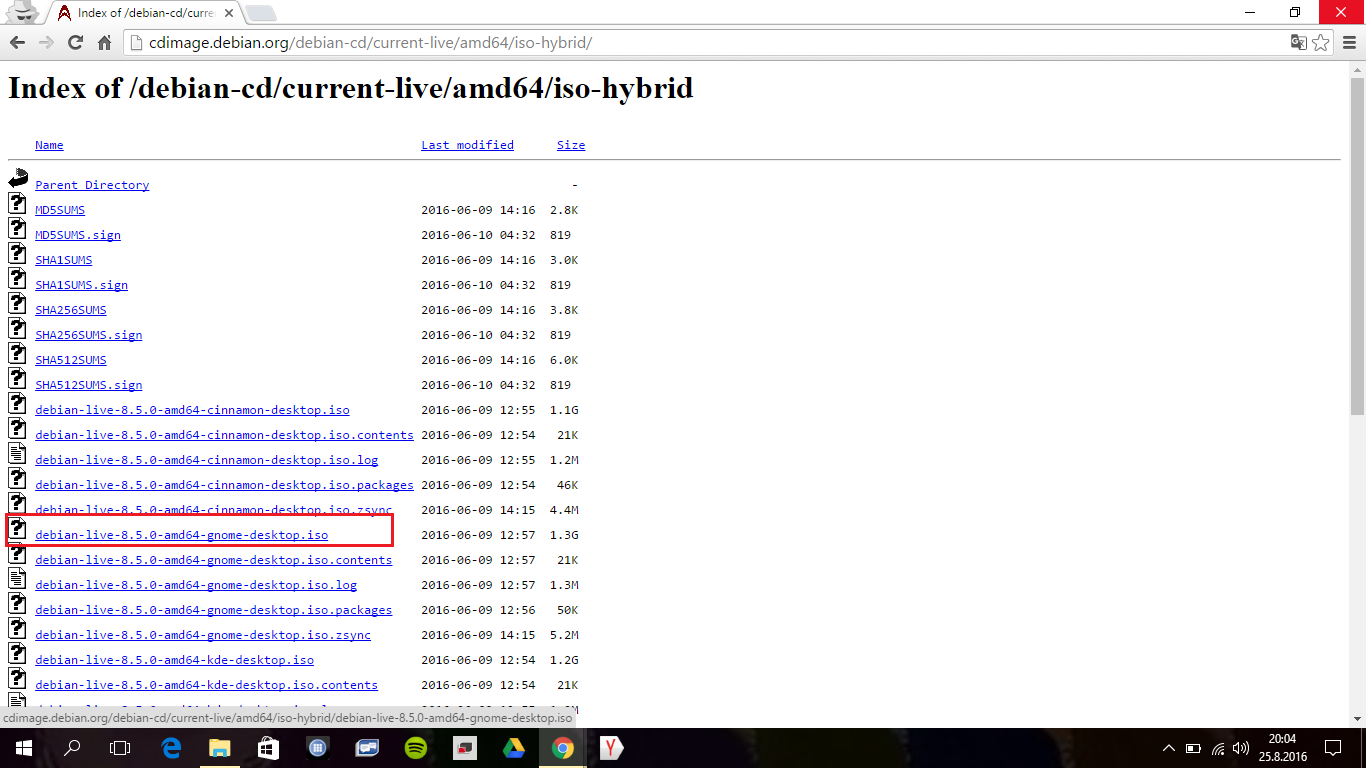 Index of /debian-cd/curre
cdimage.debian.org/debian-cd/current-live/amd64/iso-hybrid/
Index of /debian-cd/current-live/amd64/iso-hybrid
Name Last modified Size
Parent Directory -
MD5SUMS 2016-06-09 14:16 2.8K
MD5SUMS.sign 2016-06-10 04:32 819
SHA1SUMS 2016-06-09 14:16 3.0K
SHA1SUMS.sign 2016-06-10 04:32 819
SHA256SUMS 2016-06-09 14:16 3.8K
SHA256SUMS.sign 2016-06-10 04:32 819
SHA512SUMS 2016-06-09 14:16 6.0K
SHA512SUMS.sign 2016-06-10 04:32 819
debian-live-8.5.0-amd64-cinnamon-desktop.iso 2016-06-09 12:55 1.1G
debian-live-8.5.0-amd64-cinnamon-desktop.iso.contents 2016-06-09 12:54 21K
debian-live-8.5.0-amd64-cinnamon-desktop.iso.log 2016-06-09 12:55 1.2M
debian-live-8.5.0-amd64-cinnamon-desktop.iso.packages 2016-06-09 12:54 46K
debian-live-8.5.0-amd64-cinnamon-desktop.iso.zsync 2016-06-09 14:15 4.4M
debian-live-8.5.0-amd64-gnome-desktop.iso 2016-06-09 12:57 1.3G
debian-live-8.5.0-amd64-gnome-desktop.iso.contents 2016-06-09 12:57 21K
debian-live-8.5.0-amd64-gnome-desktop.iso.log 2016-06-09 12:57 1.3M
debian-live-8.5.0-amd64-gnome-desktop.iso.packages 2016-06-09 12:56 50K
debian-live-8.5.0-amd64-gnome-desktop.iso.zsync 2016-06-09 14:15 5.2M
debian-live-8.5.0-amd64-kde-desktop.iso 2016-06-09 12:54 1.2G
debian-live-8.5.0-amd64-kde-desktop.iso.contents 2016-06-09 12:54 21K
cdimage.debian.org/debian-cd/current-live/amd64/iso-hybrid/debian-live-8.5.0-amd64-gnome-desktop.iso
20:04
25.8.2016